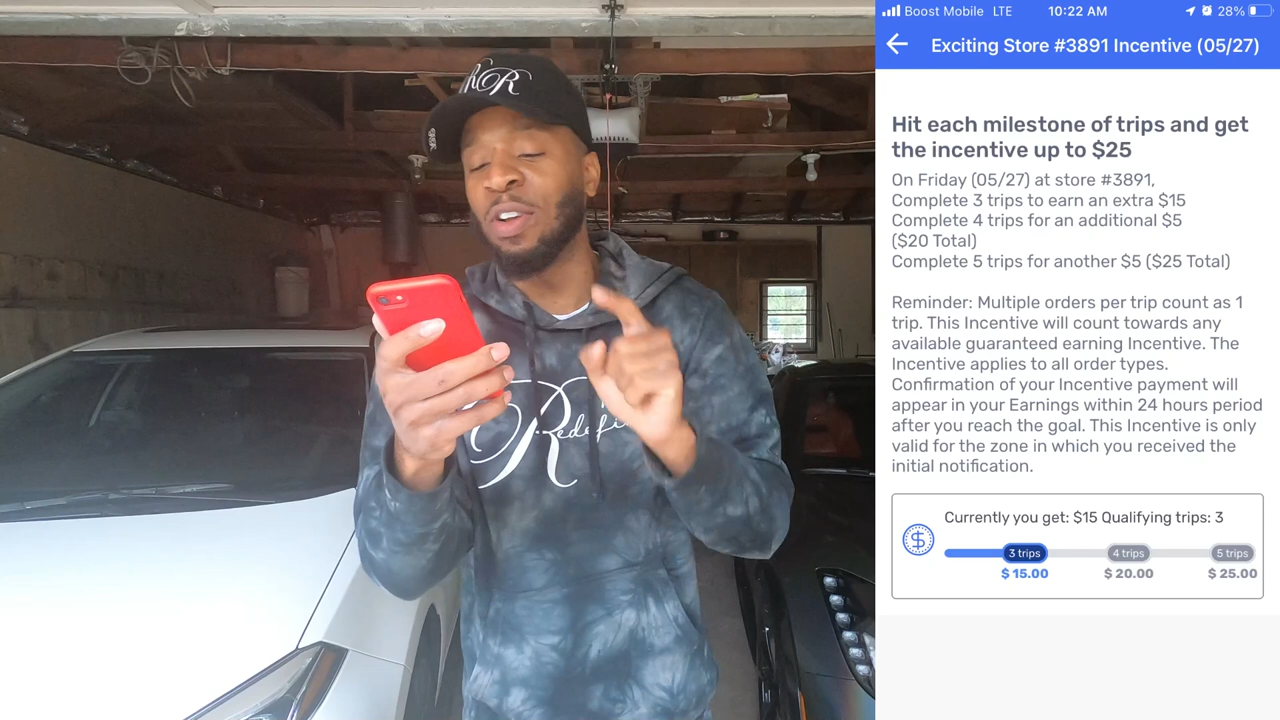 Boost Mobile LTE 10:22 AM 28%
Exciting Store #3891 Incentive (05/27)
Hit each milestone of trips and get
the incentive up to $25
On Friday (05/27) at store #3891,
Complete 3 trips to earn an extra $15
Complete 4 trips for an additional $5
($20 Total)
Complete 5 trips for another $5 ($25 Total)
Reminder: Multiple orders per trip count as 1
trip. This Incentive will count towards any
available guaranteed earning Incentive. The
Incentive applies to all order types.
Confirmation of your Incentive payment will
appear in your Earnings within 24 hours period
after you reach the goal. This Incentive is only
valid for the zone in which you received the
initial notification.
Currently you get: $15 Qualifying trips: 3
3 trips 4 trips 5 trips
$ 15.00 $ 20.00 $ 25.00
R
R